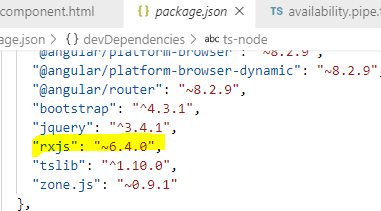 component.html {} package.json TS availability.pipe.t
age.json > {} devDependencies > abc ts-node
"@angular/platform-browser": "~8.2.9",
"@angular/platform-browser-dynamic": "~8.2.9",
"@angular/router": "~8.2.9",
"bootstrap": "^4.3.1",
"jquery": "^3.4.1",
"rxjs": "~6.4.0",
"tslib": "^1.10.0",
"zone.js": "~0.9.1"
},